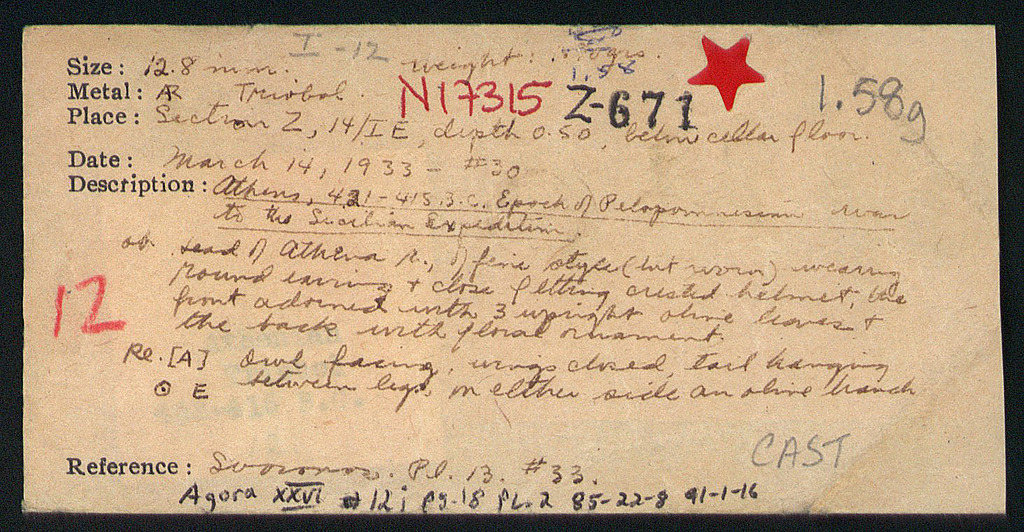 I-12
Size: 12.8 mm. weight: grs.
1.58
Metal: AR Triobol. N17315 Z-671 1.58g
Place: Section Z, 14/IE, depth 0.50, below cellar floor.
Date: March 14, 1933 - #30
Description: Athens, 421-415 B.C. Epoch of Peloponnesian war
to the Sicilian Expedition.
ob. Head of Athena r., of fine style (but worn) wearing
round earring + close fitting crested helmet, the
front adorned with 3 upright olive leaves +
12 the back with floral ornament.
Re. [A] Owl facing, wings closed, tail hanging
⊙ E between legs, on either side an olive branch
CAST
Reference: Svoronos. Pl. 13. #33.
Agora XXVI #12; pg.18 PL.2 85-22-8 91-1-16